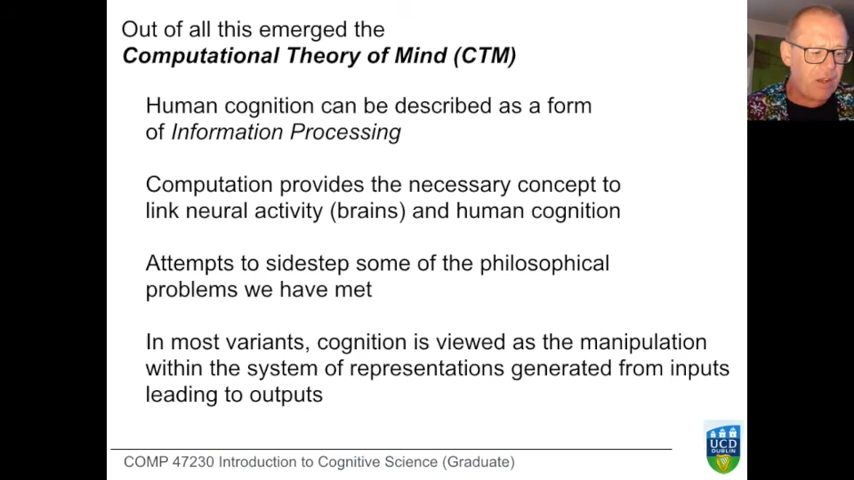 Out of all this emerged the
Computational Theory of Mind (CTM)
Human cognition can be described as a form
of Information Processing
Computation provides the necessary concept to
link neural activity (brains) and human cognition
Attempts to sidestep some of the philosophical
problems we have met
In most variants, cognition is viewed as the manipulation
within the system of representations generated from inputs
leading to outputs
COMP 47230 Introduction to Cognitive Science (Graduate)
UCD
DUBLIN